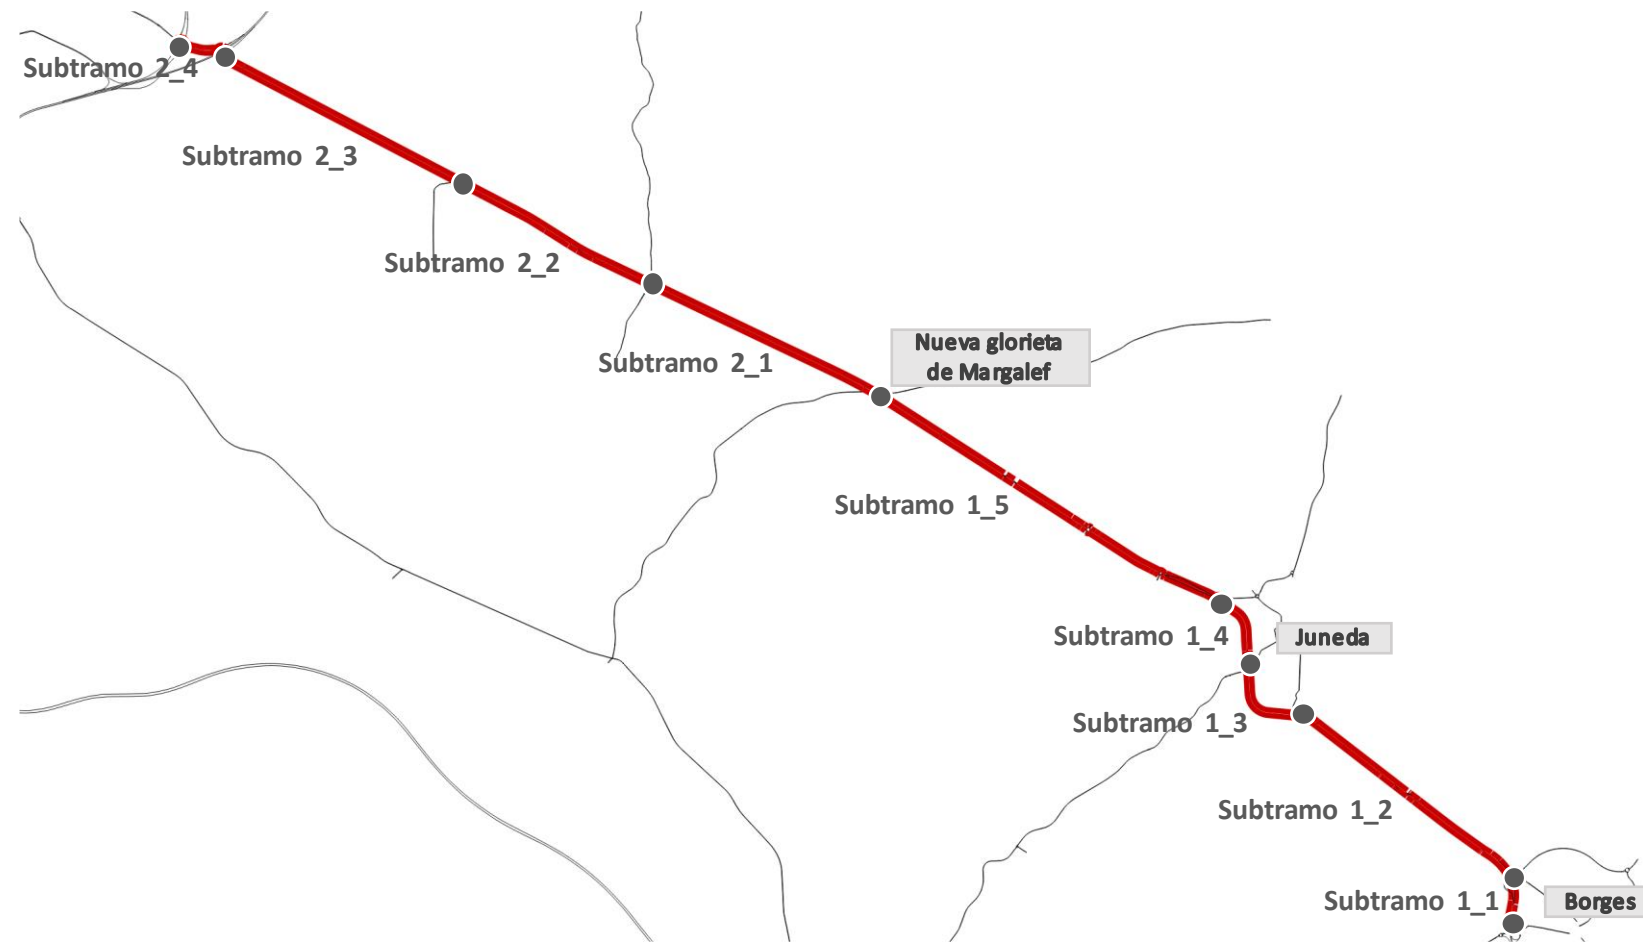 Subtramo 2_4
Subtramo 2_3
Subtramo 2_2
Nueva glorieta
de Margalef
Subtramo 2_1
Subtramo 1_5
Subtramo 1_4
Juneda
Subtramo 1_3
Subtramo 1_2
Subtramo 1_1
Borges